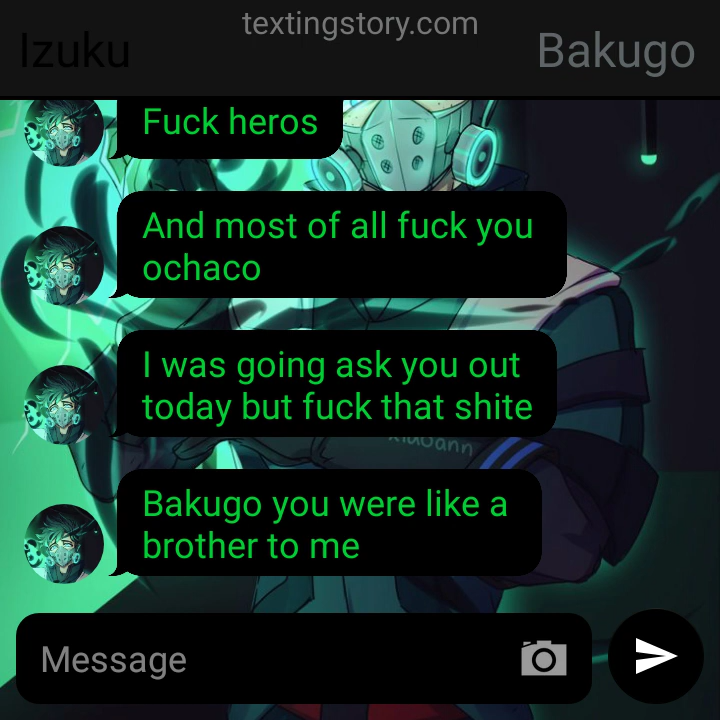 textingstory.com
Izuku
Bakugo
Fuck heros
And most of all fuck you
ochaco
I was going ask you out
today but fuck that shite
xiaoann
Bakugo you were like a
brother to me
Message